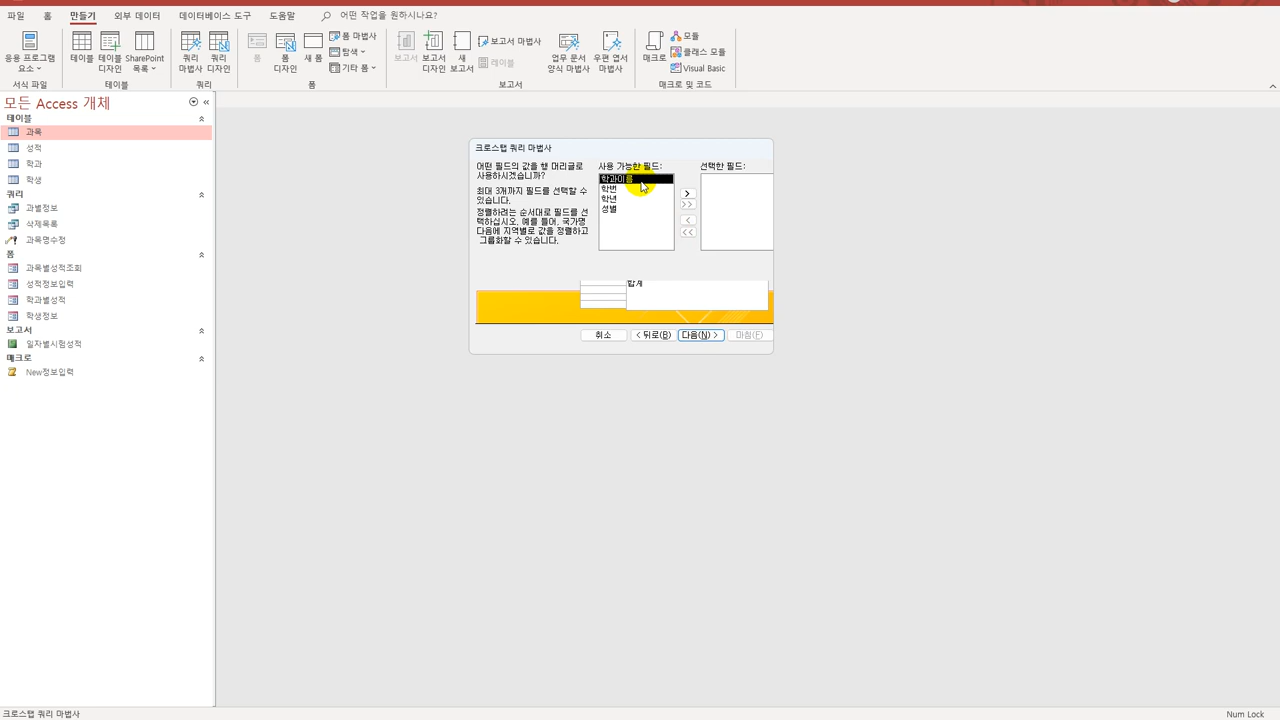 파일 홈 만들기 외부 데이터 데이터베이스 도구 도움말 어떤 작업을 원하시나요?
응용 프로그램 요소
서식 파일
테이블
테이블 디자인
SharePoint 목록
테이블
쿼리 마법사
쿼리 디자인
쿼리
폼
폼 디자인
새 폼
폼 마법사
탐색
기타 폼
폼
보고서
보고서 디자인
새 보고서
보고서 마법사
레이블
업무 문서 양식 마법사
우편 엽서 마법사
보고서
매크로
모듈
클래스 모듈
Visual Basic
매크로 및 코드
모든 Access 개체
테이블
과목
성적
학과
학생
쿼리
과별정보
삭제목록
과목명수정
폼
과목별성적조회
성적정보입력
학과별성적
학생정보
보고서
일자별시험성적
매크로
New정보입력
크로스탭 쿼리 마법사
어떤 필드의 값을 행 머리글로
사용하시겠습니까?
최대 3개까지 필드를 선택할 수
있습니다.
정렬하려는 순서대로 필드를 선
택하십시오. 예를 들어, 국가명
다음에 지역별로 값을 정렬하고
그룹화할 수 있습니다.
사용 가능한 필드:
학과이름
학번
학년
성별
선택한 필드:
>
>>
<
<<
합계
취소 < 뒤로(B) 다음(N) > 마침(F)
크로스탭 쿼리 마법사
Num Lock